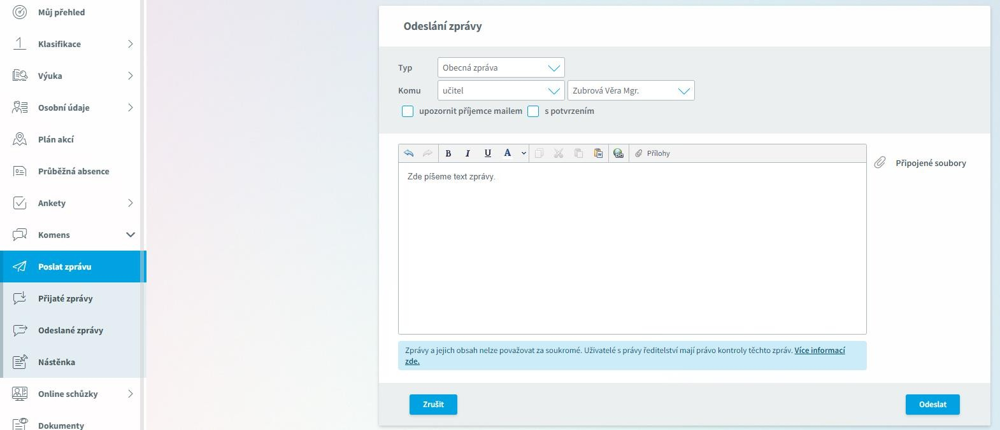 Můj přehled
Klasifikace
Výuka
Osobní údaje
Plán akcí
Průběžná absence
Ankety
Komens
Poslat zprávu
Přijaté zprávy
Odeslané zprávy
Nástěnka
Online schůzky
Dokumenty
Odeslání zprávy
Typ Obecná zpráva
Komu učitel Zubrová Věra Mgr.
upozornit příjemce mailem s potvrzením
B I U A Přílohy
Připojené soubory
Zde píšeme text zprávy.
Zprávy a jejich obsah nelze považovat za soukromé. Uživatelé s právy ředitelství mají právo kontroly těchto zpráv. Více informací
zde.
Zrušit Odeslat